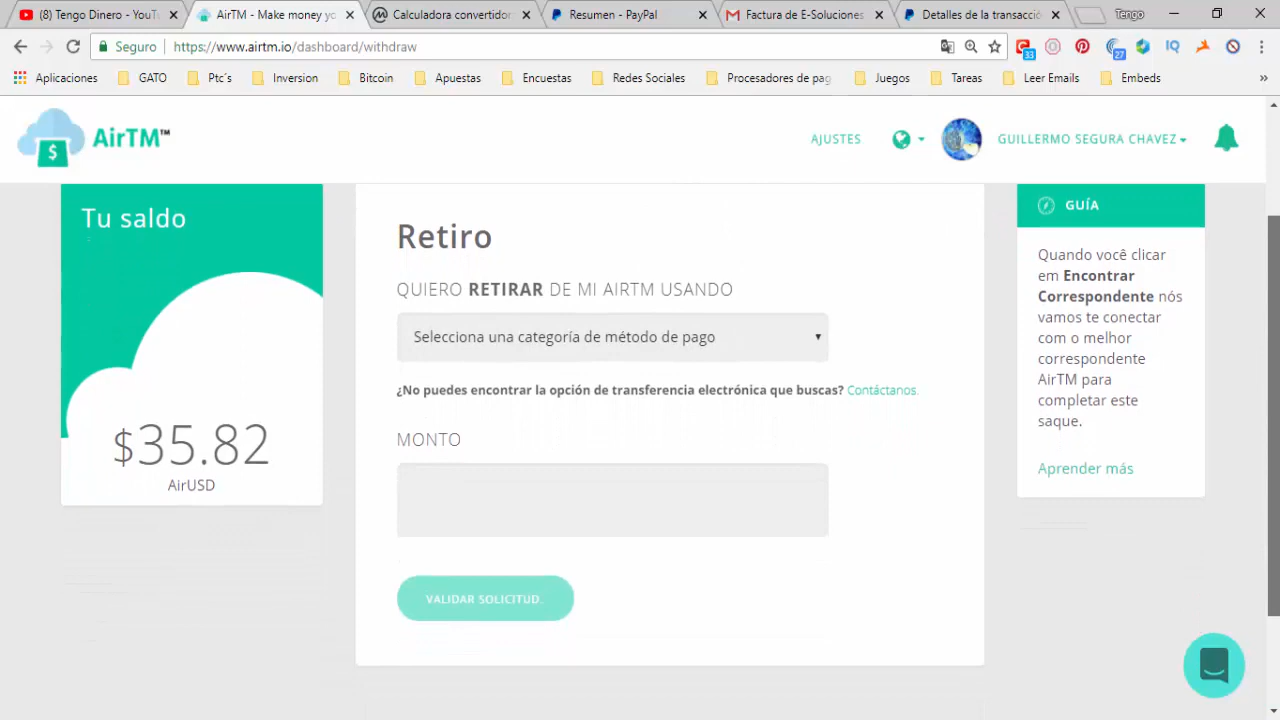 (8) Tengo Dinero - YouTu
AirTM - Make money yo
Calculadora convertidor
Resumen - PayPal
Factura de E-Soluciones
Detalles de la transacció
Tengo
Seguro
https://www.airtm.io/dashboard/withdraw
33
27
IQ
Aplicaciones
GATO
Ptc´s
Inversion
Bitcoin
Apuestas
Encuestas
Redes Sociales
Procesadores de pag
Juegos
Tareas
Leer Emails
Embeds
»
AirTM™
AJUSTES
GUILLERMO SEGURA CHAVEZ
Tu saldo
$35.82
AirUSD
Retiro
QUIERO RETIRAR DE MI AIRTM USANDO
Selecciona una categoría de método de pago
¿No puedes encontrar la opción de transferencia electrónica que buscas? Contáctanos.
MONTO
VALIDAR SOLICITUD.
GUÍA
Quando você clicar
em Encontrar
Correspondente nós
vamos te conectar
com o melhor
correspondente
AirTM para
completar este
saque.
Aprender más